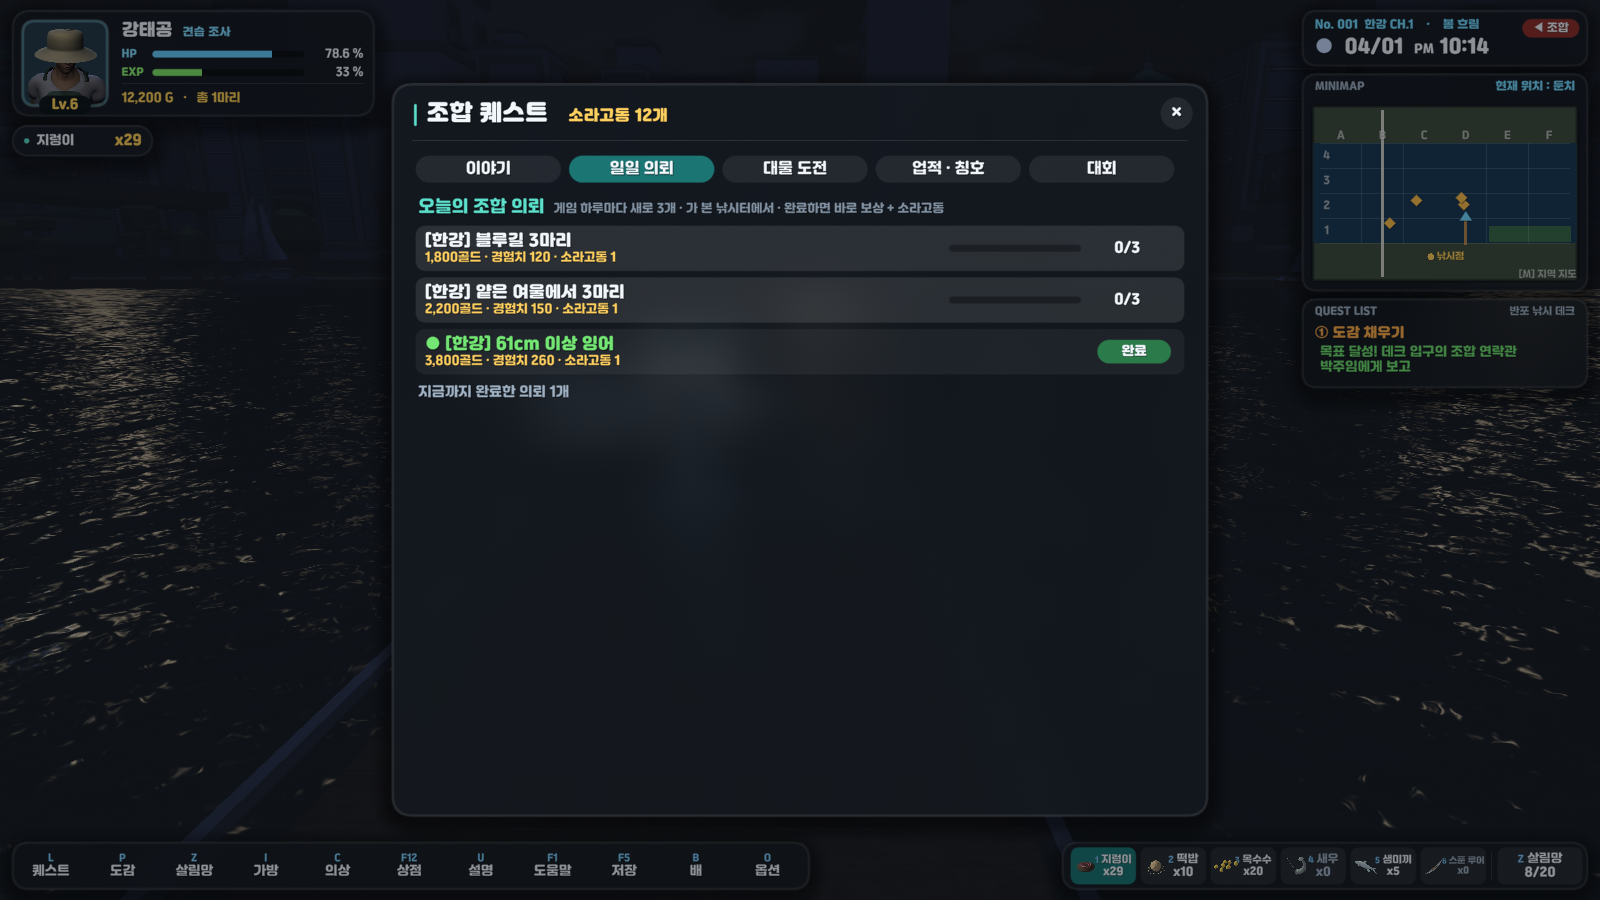 강태공 견습 조사
HP 78.6 %
EXP 33 %
Lv.6
12,200 G · 총 1마리
지렁이 x29
No. 001 한강 CH.1 · 봄 흐림
◀ 조합
04/01 PM 10:14
MINIMAP 현재 위치 : 둔치
A B C D E F
4
3
2
1
낚시점
[M] 지역 지도
QUEST LIST 반포 낚시 데크
① 도감 채우기
목표 달성! 데크 입구의 조합 연락관
박주임에게 보고
조합 퀘스트 소라고동 12개
×
이야기 일일 의뢰 대물 도전 업적 · 칭호 대회
오늘의 조합 의뢰 게임 하루마다 새로 3개 · 가 본 낚시터에서 · 완료하면 바로 보상 + 소라고동
[한강] 블루길 3마리
1,800골드 · 경험치 120 · 소라고동 1
0/3
[한강] 얕은 여울에서 3마리
2,200골드 · 경험치 150 · 소라고동 1
0/3
● [한강] 61cm 이상 잉어
3,800골드 · 경험치 260 · 소라고동 1
완료
지금까지 완료한 의뢰 1개
L P Z I C F12 U F1 F5 B O
퀘스트 도감 살림망 가방 의상 상점 설명 도움말 저장 배 옵션
1 지렁이 x29
2 떡밥 x10
3 옥수수 x20
4 새우 x0
5 생미끼 x5
6 스푼 루어 x0
Z 살림망
8/20